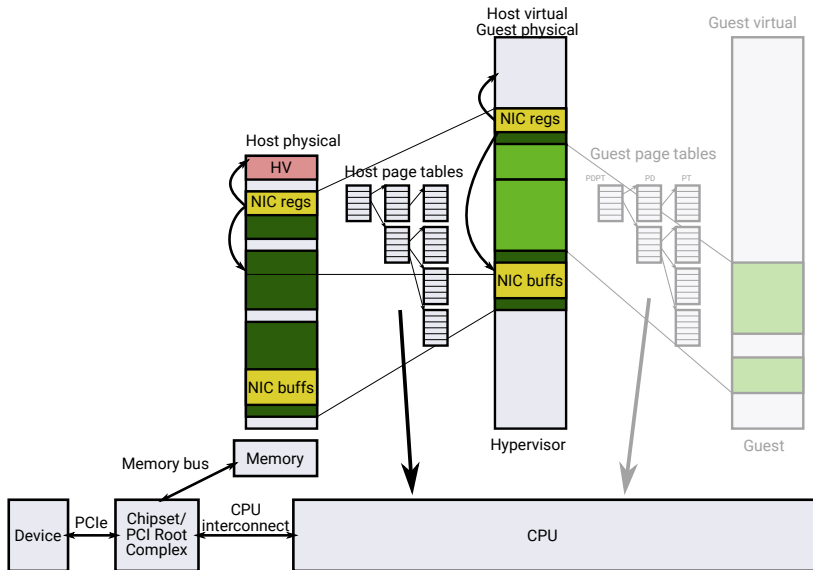 Host virtual
Guest physical
Guest virtual
NIC regs
Host physical
HV
NIC regs
Host page tables
Guest page tables
PDPT
PD
PT
NIC buffs
NIC buffs
Hypervisor
Guest
Memory bus
Memory
Device
PCIe
Chipset/
PCI Root
Complex
CPU
interconnect
CPU